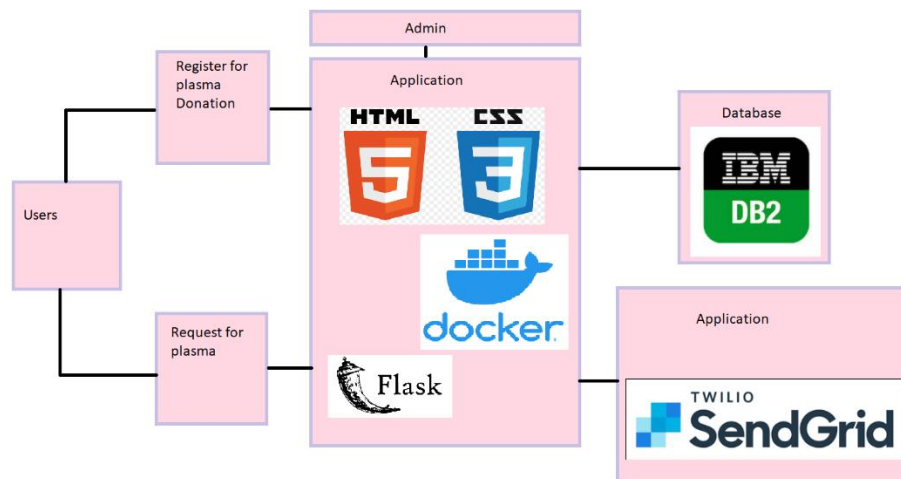 Admin
Register for
plasma
Donation
Application
HTML
CSS
5
3
Database
IBM
DB2
Users
docker
Request for
plasma
Flask
Application
TWILIO
SendGrid